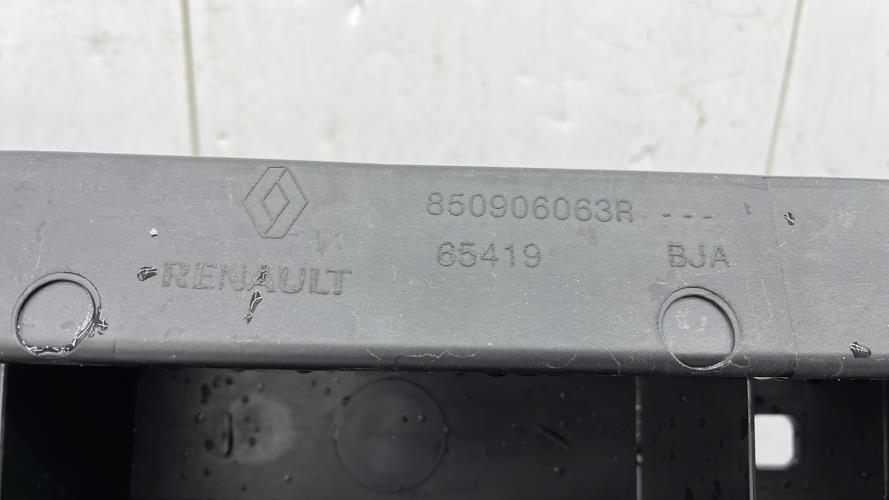 850906063R ---
65419 BJA
RENAULT